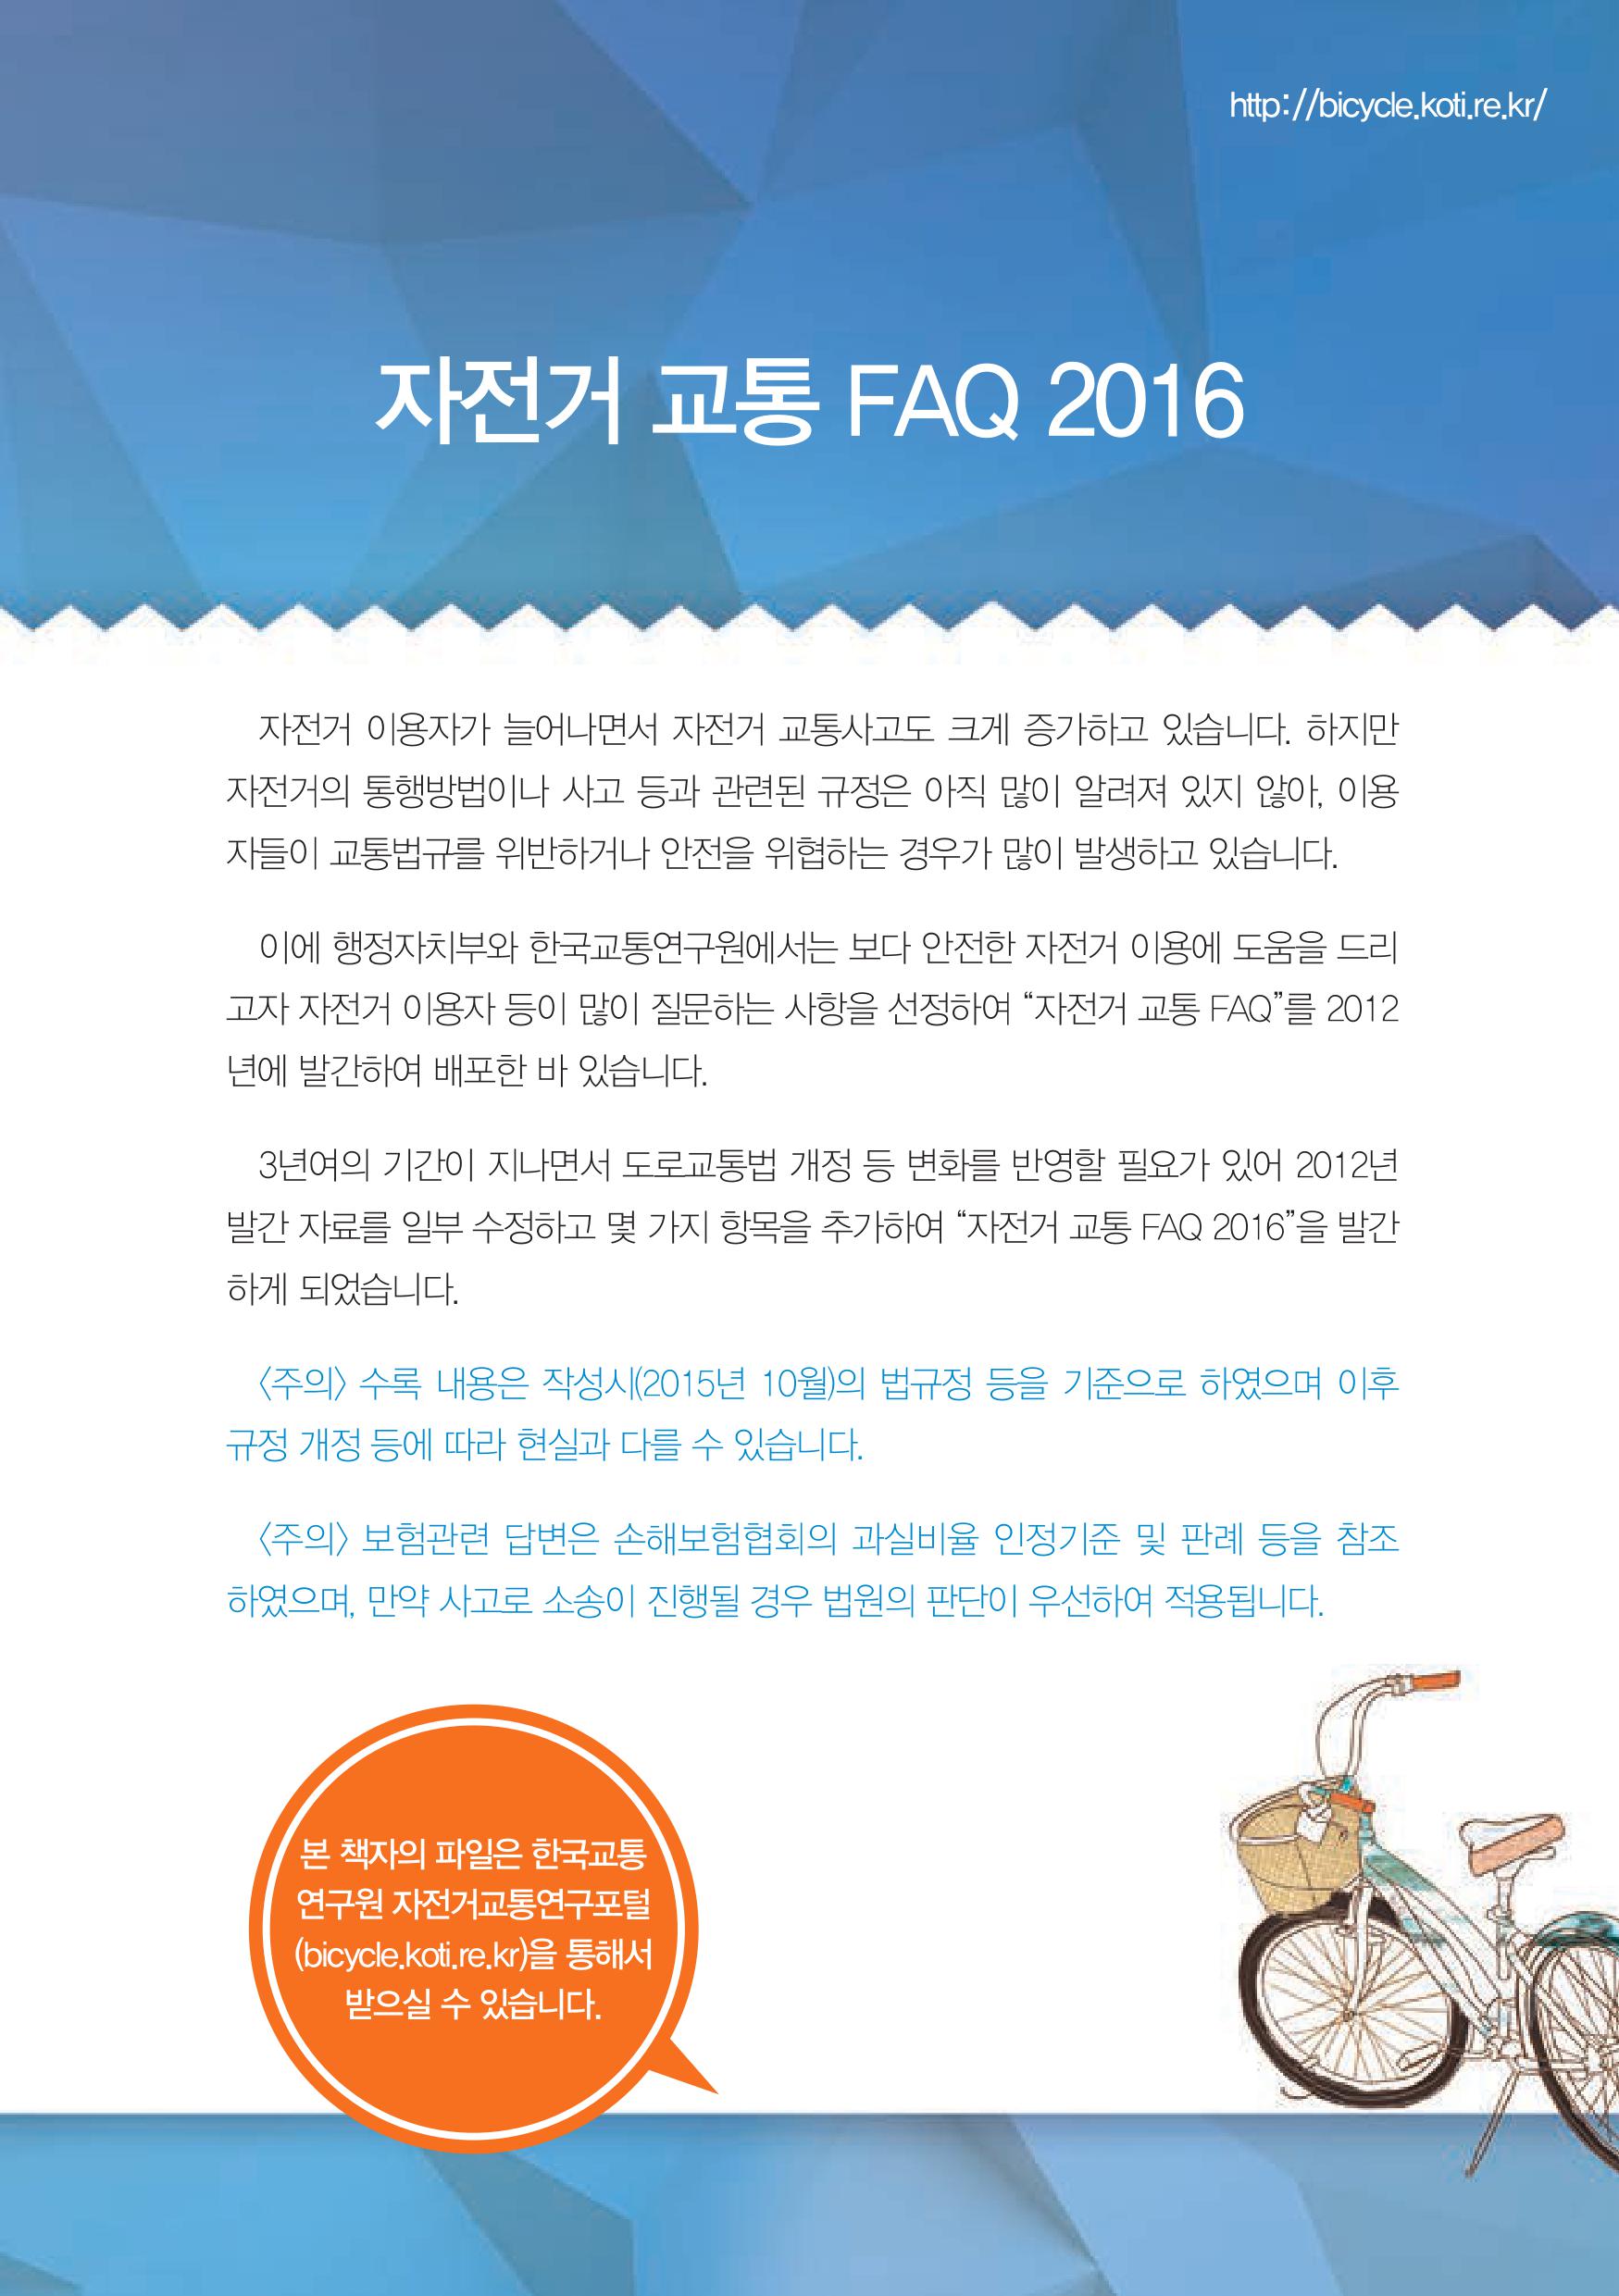 http://bicycle.koti.re.kr/
자전거 교통 FAQ 2016
자전거 이용자가 늘어나면서 자전거 교통사고도 크게 증가하고 있습니다. 하지만
자전거의 통행방법이나 사고 등과 관련된 규정은 아직 많이 알려져 있지 않아, 이용
자들이 교통법규를 위반하거나 안전을 위협하는 경우가 많이 발생하고 있습니다.
이에 행정자치부와 한국교통연구원에서는 보다 안전한 자전거 이용에 도움을 드리
고자 자전거 이용자 등이 많이 질문하는 사항을 선정하여 “자전거 교통 FAQ”를 2012
년에 발간하여 배포한 바 있습니다.
3년여의 기간이 지나면서 도로교통법 개정 등 변화를 반영할 필요가 있어 2012년
발간 자료를 일부 수정하고 몇 가지 항목을 추가하여 “자전거 교통 FAQ 2016”을 발간
하게 되었습니다.
〈주의〉 수록 내용은 작성시(2015년 10월)의 법규정 등을 기준으로 하였으며 이후
규정 개정 등에 따라 현실과 다를 수 있습니다.
〈주의〉 보험관련 답변은 손해보험협회의 과실비율 인정기준 및 판례 등을 참조
하였으며, 만약 사고로 소송이 진행될 경우 법원의 판단이 우선하여 적용됩니다.
본 책자의 파일은 한국교통
연구원 자전거교통연구포털
(bicycle.koti.re.kr)을 통해서
받으실 수 있습니다.